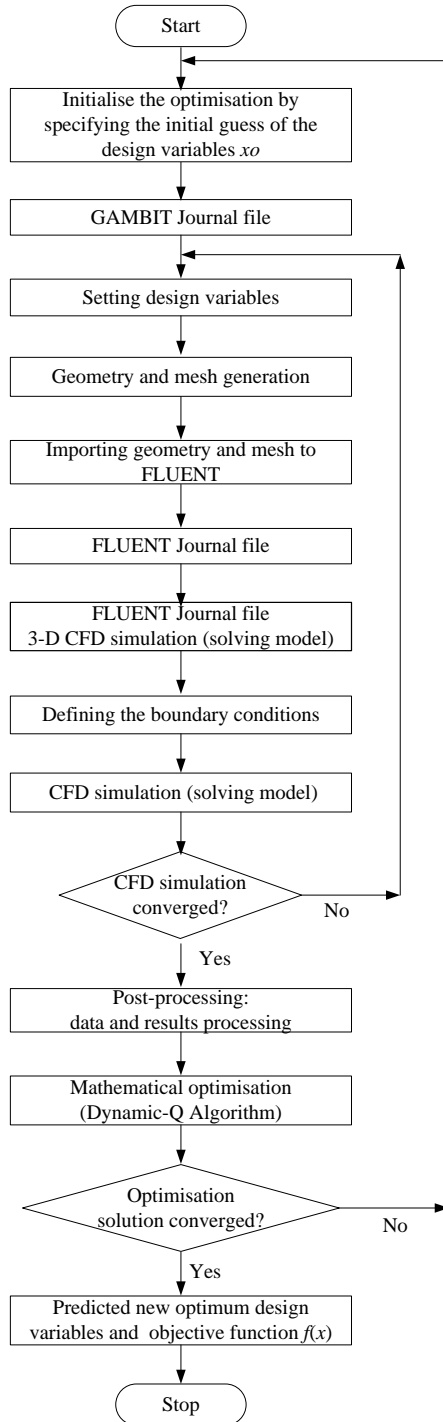 Start
Initialise the optimisation by
specifying the initial guess of the
design variables xo
GAMBIT Journal file
Setting design variables
Geometry and mesh generation
Importing geometry and mesh to
FLUENT
FLUENT Journal file
FLUENT Journal file
3-D CFD simulation (solving model)
Defining the boundary conditions
CFD simulation (solving model)
CFD simulation
converged?
No
Yes
Post-processing:
data and results processing
Mathematical optimisation
(Dynamic-Q Algorithm)
Optimisation
solution converged?
No
Yes
Predicted new optimum design
variables and objective function f(x)
Stop